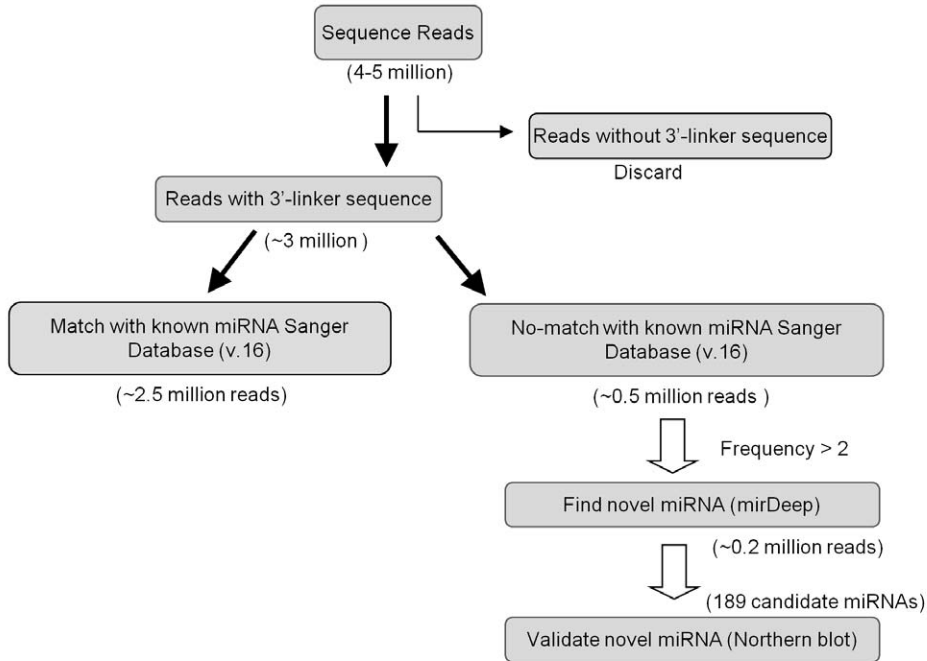 Sequence Reads
(4-5 million)
Reads without 3'-linker sequence
Discard
Reads with 3'-linker sequence
(~3 million )
Match with known miRNA Sanger
Database (v.16)
(~2.5 million reads)
No-match with known miRNA Sanger
Database (v.16)
(~0.5 million reads )
Frequency > 2
Find novel miRNA (mirDeep)
(~0.2 million reads)
(189 candidate miRNAs)
Validate novel miRNA (Northern blot)